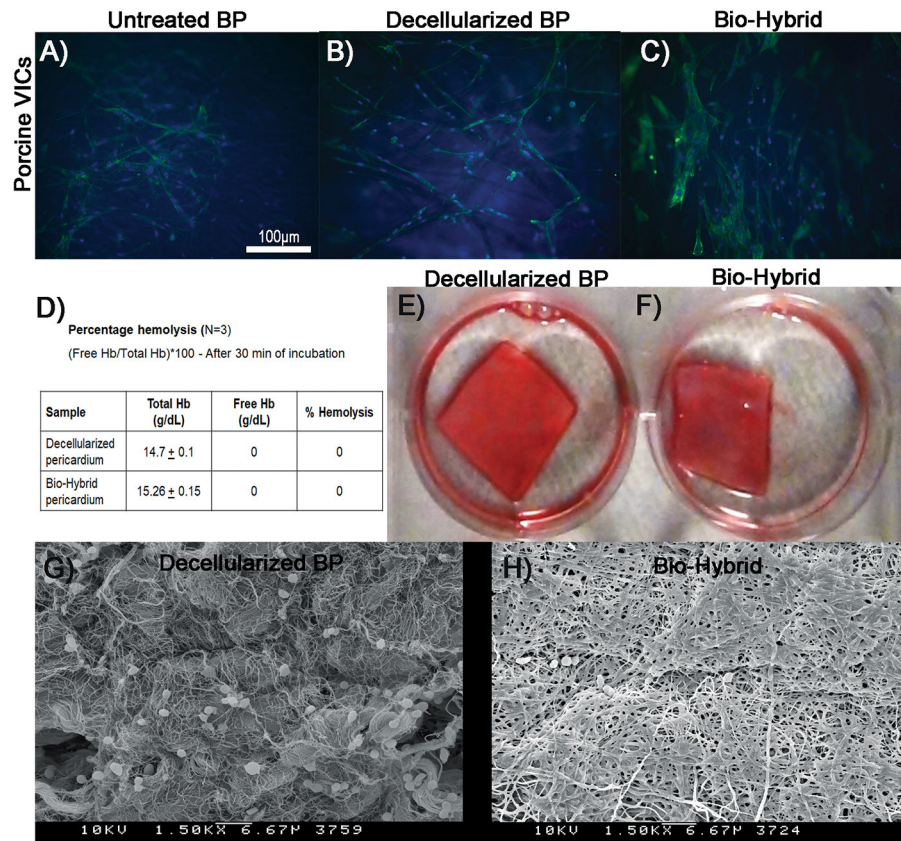 Untreated BP
Decellularized BP
Bio-Hybrid
Porcine VICs
A)
B)
C)
100µm
Decellularized BP
Bio-Hybrid
D)
Percentage hemolysis (N=3)
(Free Hb/Total Hb)*100 - After 30 min of incubation
Sample
Total Hb
(g/dL)
Free Hb
(g/dL)
% Hemolysis
Decellularized
pericardium
14.7 ± 0.1
0
0
Bio-Hybrid
pericardium
15.26 ± 0.15
0
0
E)
F)
G)
Decellularized BP
H)
Bio-Hybrid
10KV 1.50KX 6.67µ 3759
10KV 1.50KX 6.67µ 3724